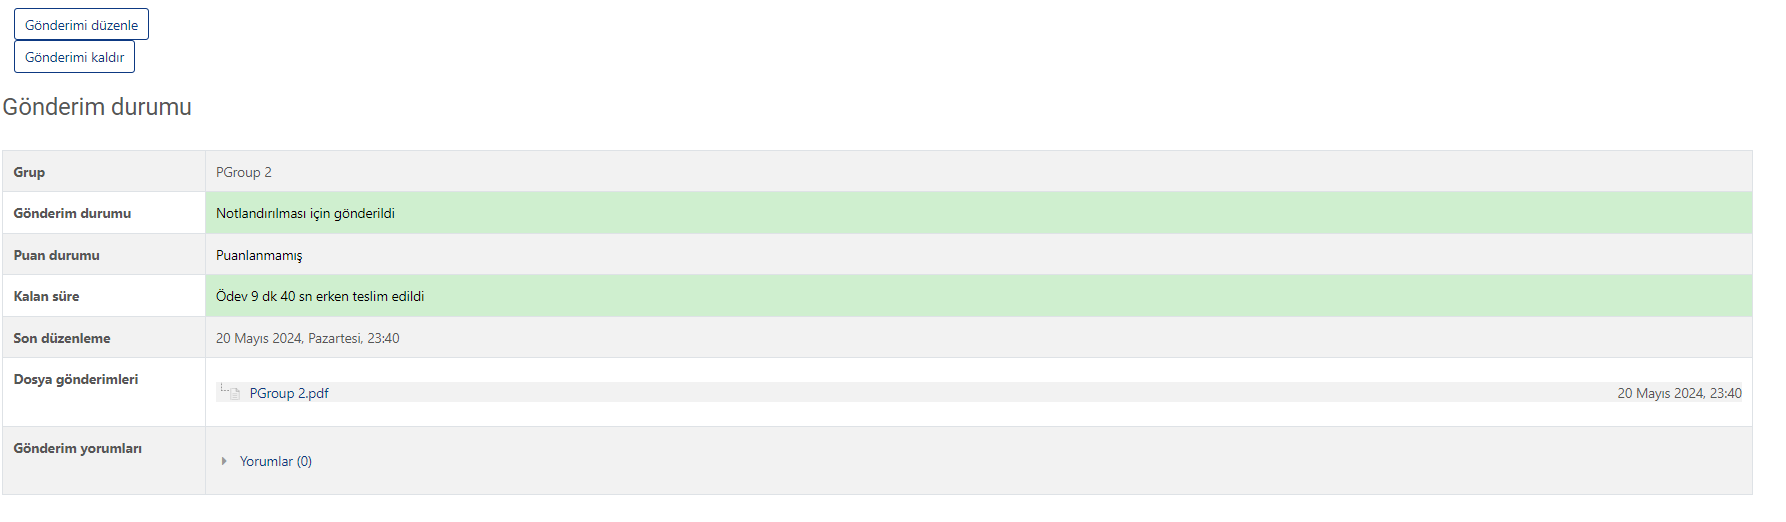 Gönderimi düzenle
Gönderimi kaldır
Gönderim durumu
Grup PGroup 2
Gönderim durumu Notlandırılması için gönderildi
Puan durumu Puanlanmamış
Kalan süre Ödev 9 dk 40 sn erken teslim edildi
Son düzenleme 20 Mayıs 2024, Pazartesi, 23:40
Dosya gönderimleri
PGroup 2.pdf 20 Mayıs 2024, 23:40
Gönderim yorumları
Yorumlar (0)